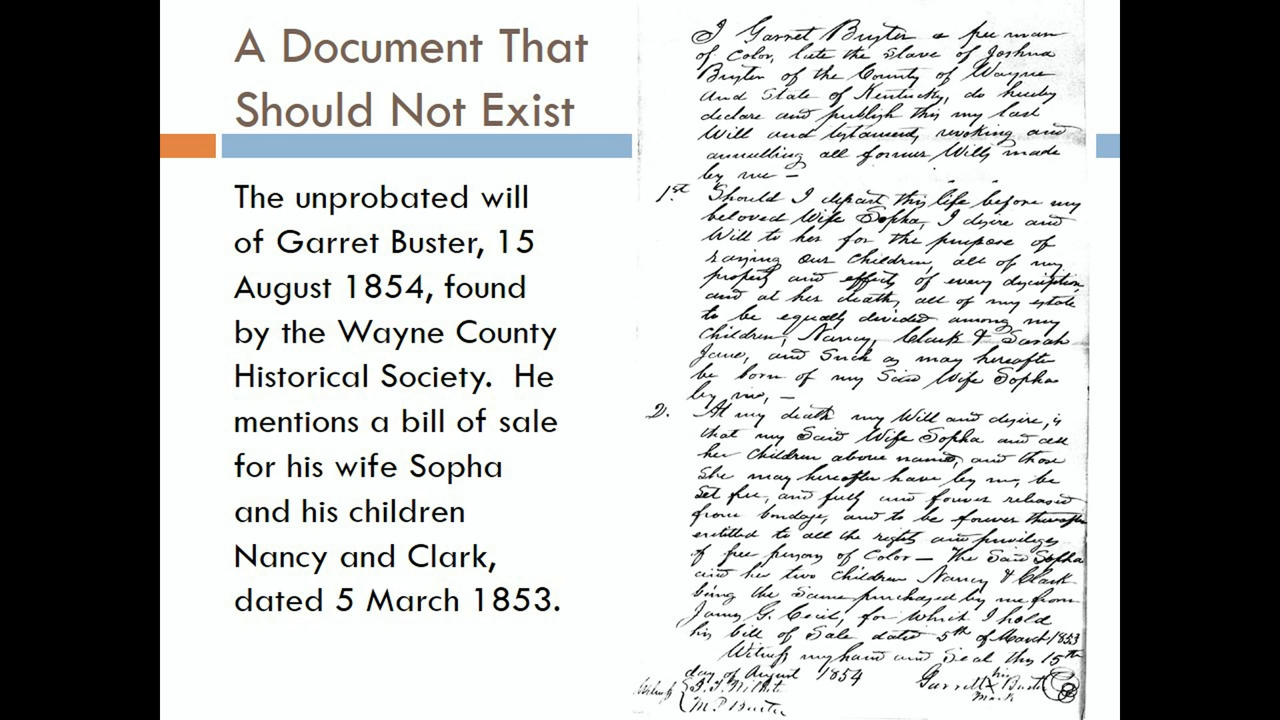 A Document That
Should Not Exist
The unprobated will
of Garret Buster, 15
August 1854, found
by the Wayne County
Historical Society. He
mentions a bill of sale
for his wife Sopha
and his children
Nancy and Clark,
dated 5 March 1853.
I Garret Buster a free man
of Color, late the Slave of Joshua
Buster of the County of Wayne
and State of Kentucky, do hereby
declare and publish this my last
Will and testament, revoking and
annulling all former Wills made
by me —
1st Should I depart this life before my
beloved Wife Sopha, I desire and
Will to her for the purpose of
raising our Children, all of my
property and effects of every discription
and at her death, all of my estate
to be equally divided among my
Children, Nancy, Clark & Sarah
Jane, and Such as may hereafter
be born of my Said Wife Sopha
by me, —
2. At my death my Will and desire, is
that my Said Wife Sopha and all
her Children above named, and those
She may hereafter have by me, be
Set free, and fully and forever released
from bondage, and to be forever thereafter
entitled to all the rights and privileges
of free persons of Color — The Said Sopha
and her two Children Nancy & Clark
being the Same purchased by me from
James G. Cecil, for which I hold
his bill of Sale dated 5th of March 1853
Witness my hand and Seal this 15th
day of August 1854
his
Garrett X Buster
mark
Witness
M. P. Buster